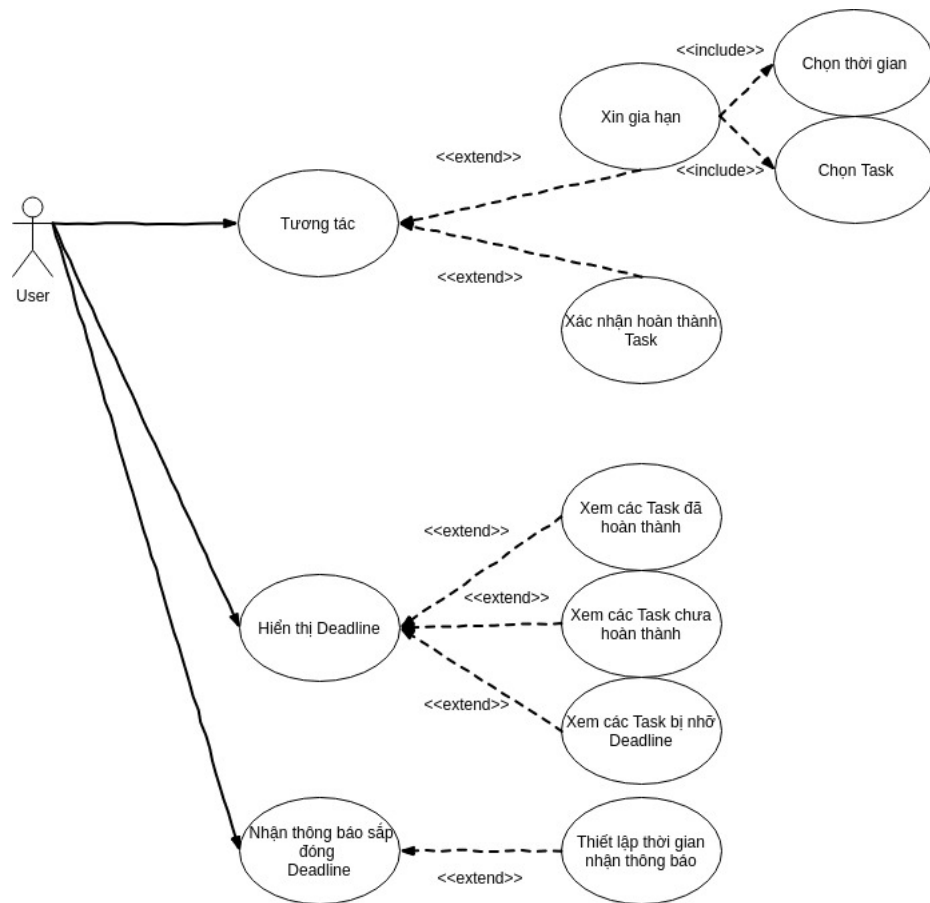 <<include>>
Chọn thời gian
Xin gia hạn
<<extend>>
<<include>>
Chọn Task
Tương tác
User
<<extend>>
Xác nhận hoàn thành
Task
Xem các Task đã
hoàn thành
<<extend>>
<<extend>>
Xem các Task chưa
hoàn thành
Hiển thị Deadline
<<extend>>
Xem các Task bị nhỡ
Deadline
Nhận thông báo sắp
đóng
Deadline
Thiết lập thời gian
nhận thông báo
<<extend>>